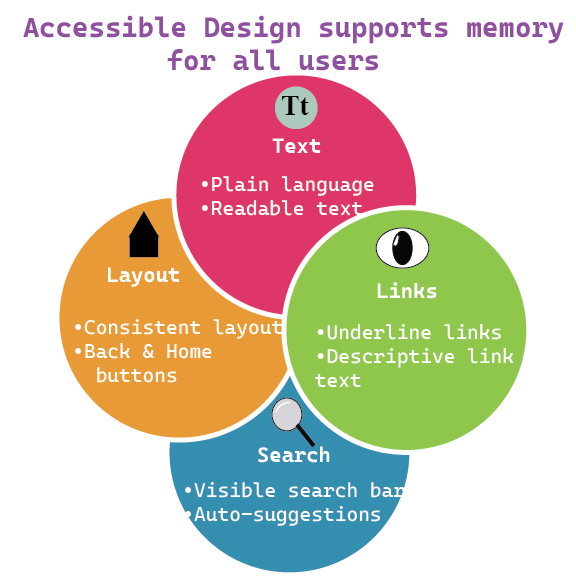 Accessible Design supports memory
for all users
Tt
Text
•Plain language
•Readable text
Layout
•Consistent layout
•Back & Home
buttons
Links
•Underline links
•Descriptive link
text
Search
•Visible search bar
•Auto-suggestions